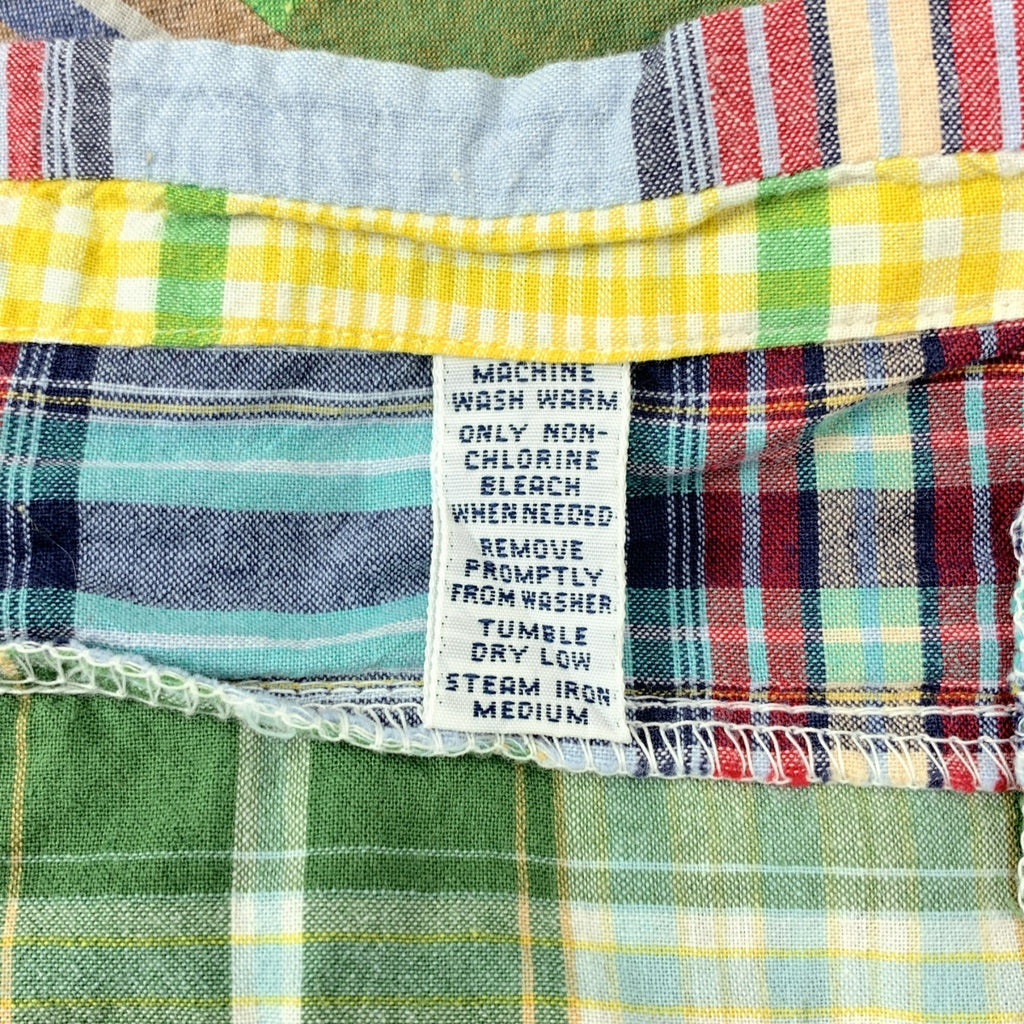 MACHINE
WASH WARM
ONLY NON-
CHLORINE
BLEACH
WHEN NEEDED
REMOVE
PROMPTLY
FROM WASHER
TUMBLE
DRY LOW
STEAM IRON
MEDIUM